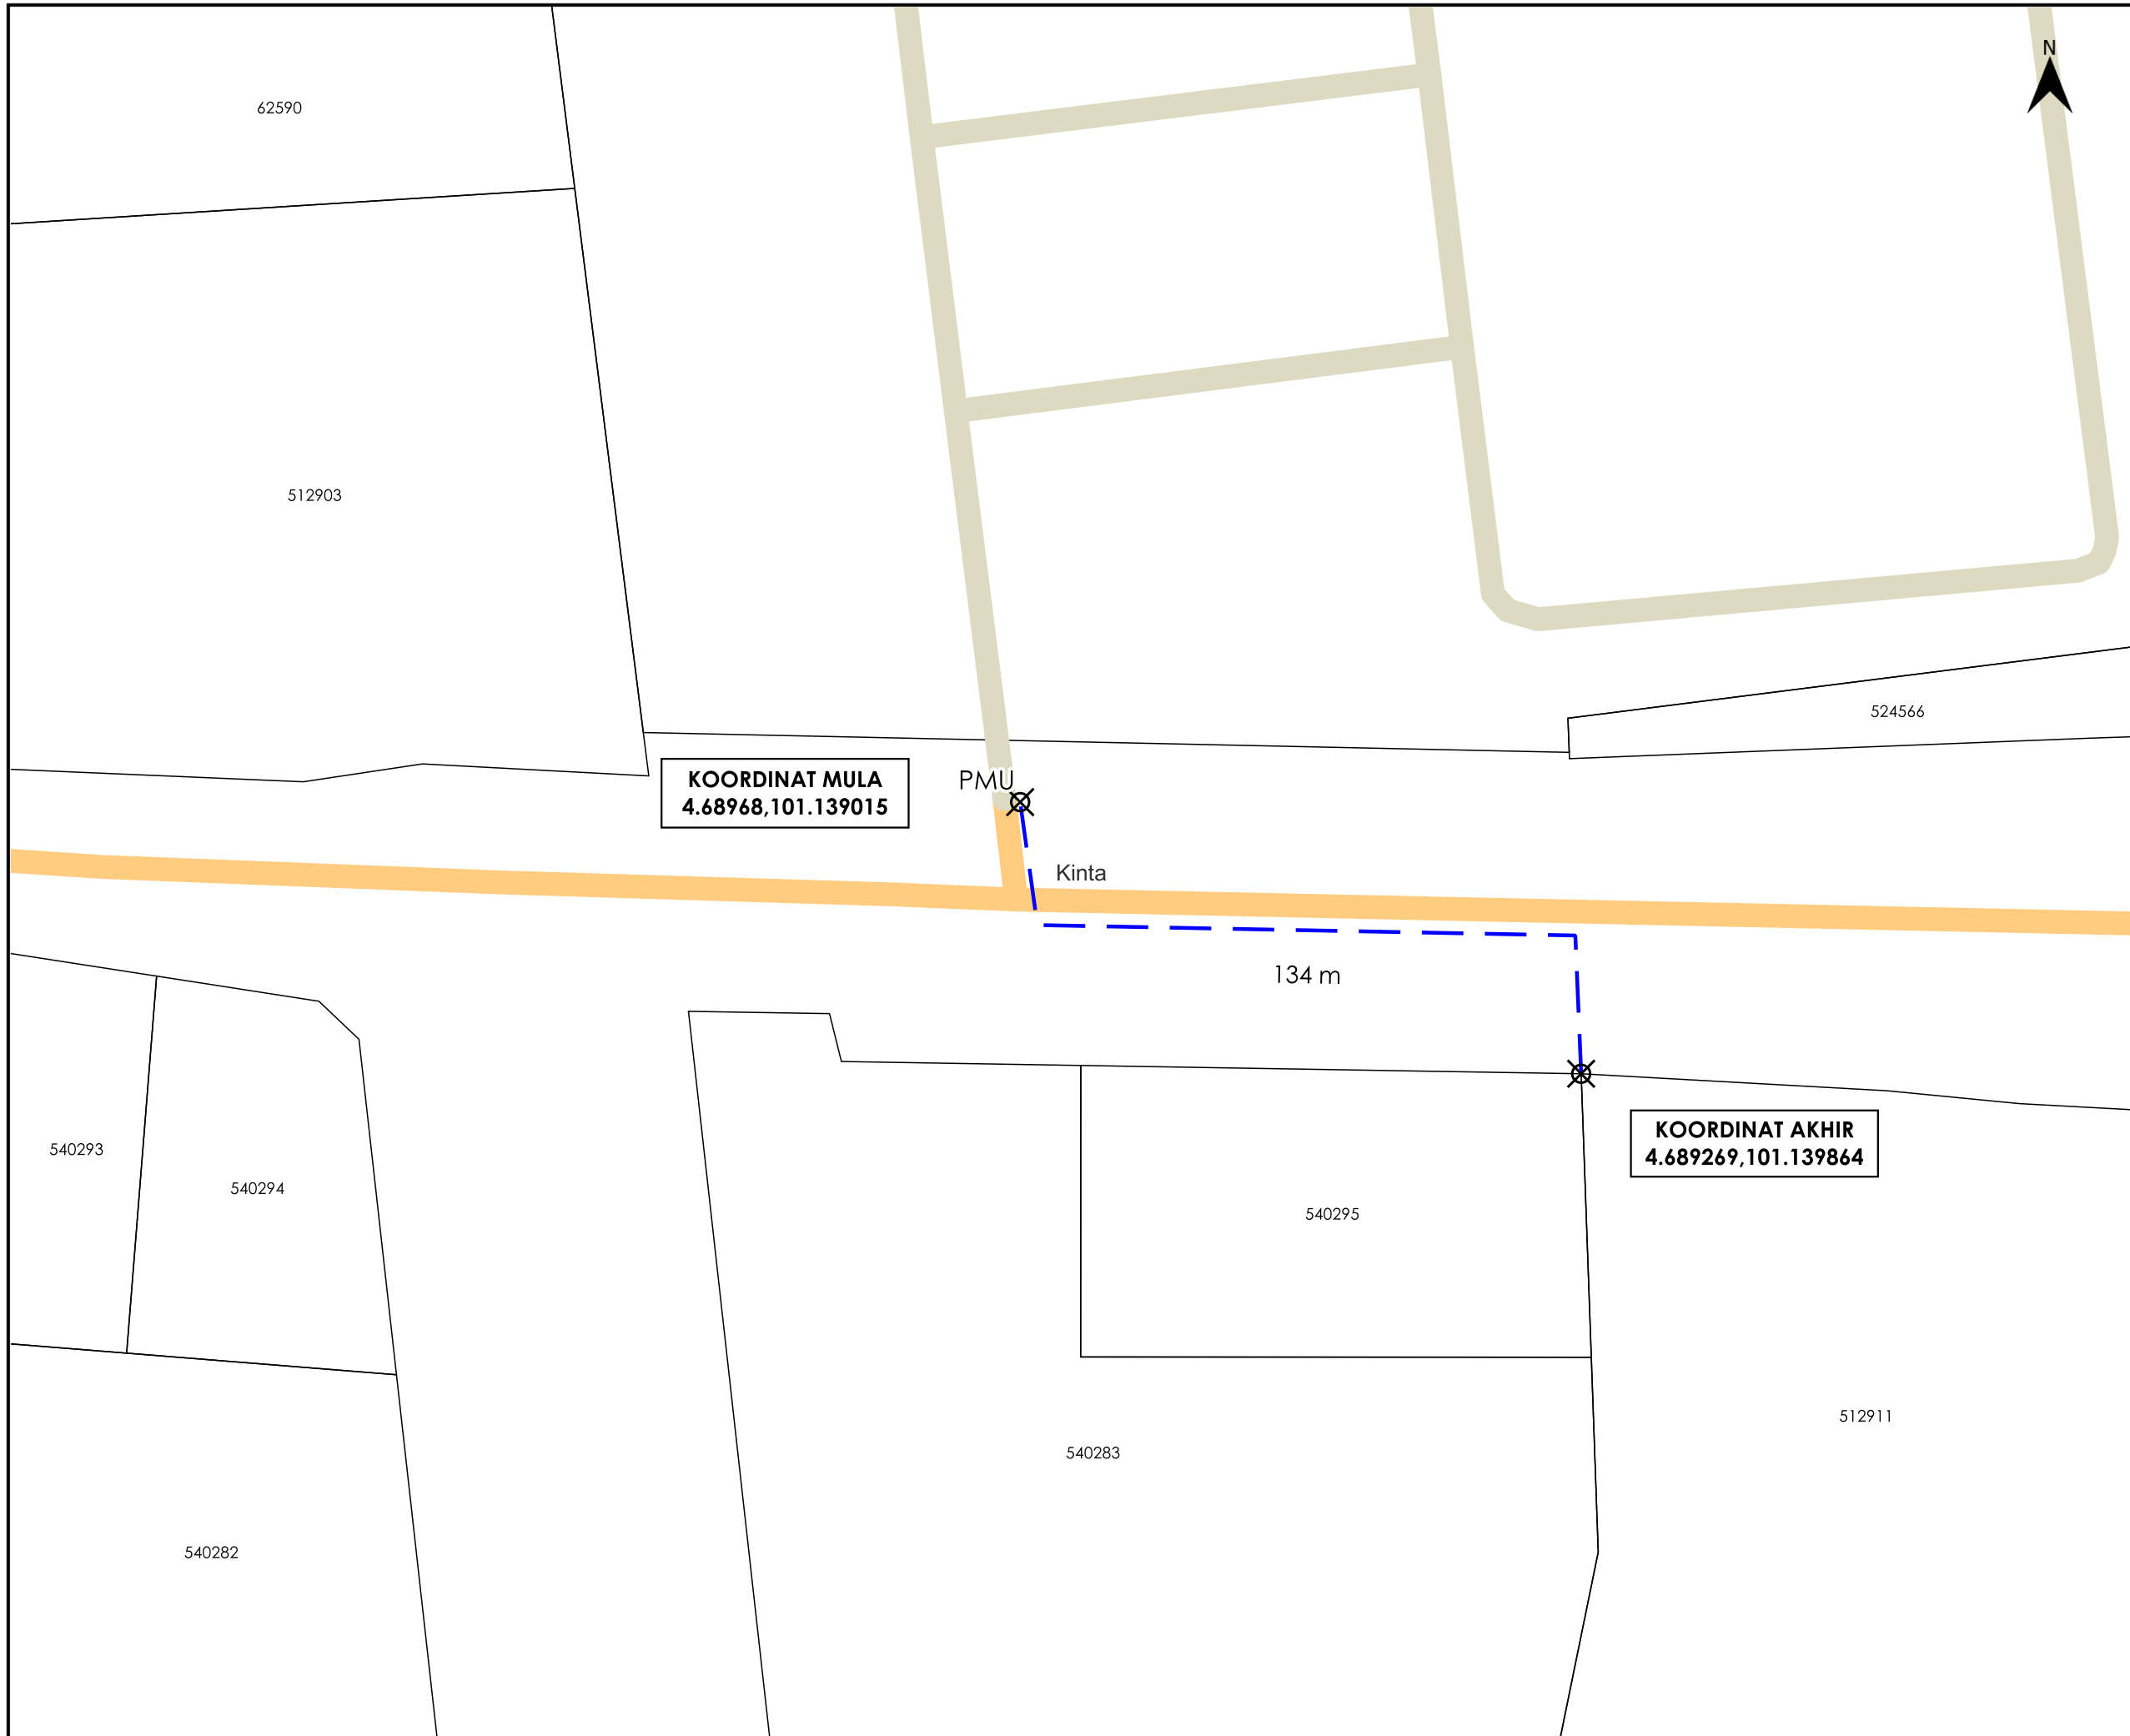 N
62590
512903
524566
KOORDINAT MULA
4.68968,101.139015
PMU
Kinta
134 m
KOORDINAT AKHIR
4.689269,101.139864
540293
540294
540295
512911
540283
540282